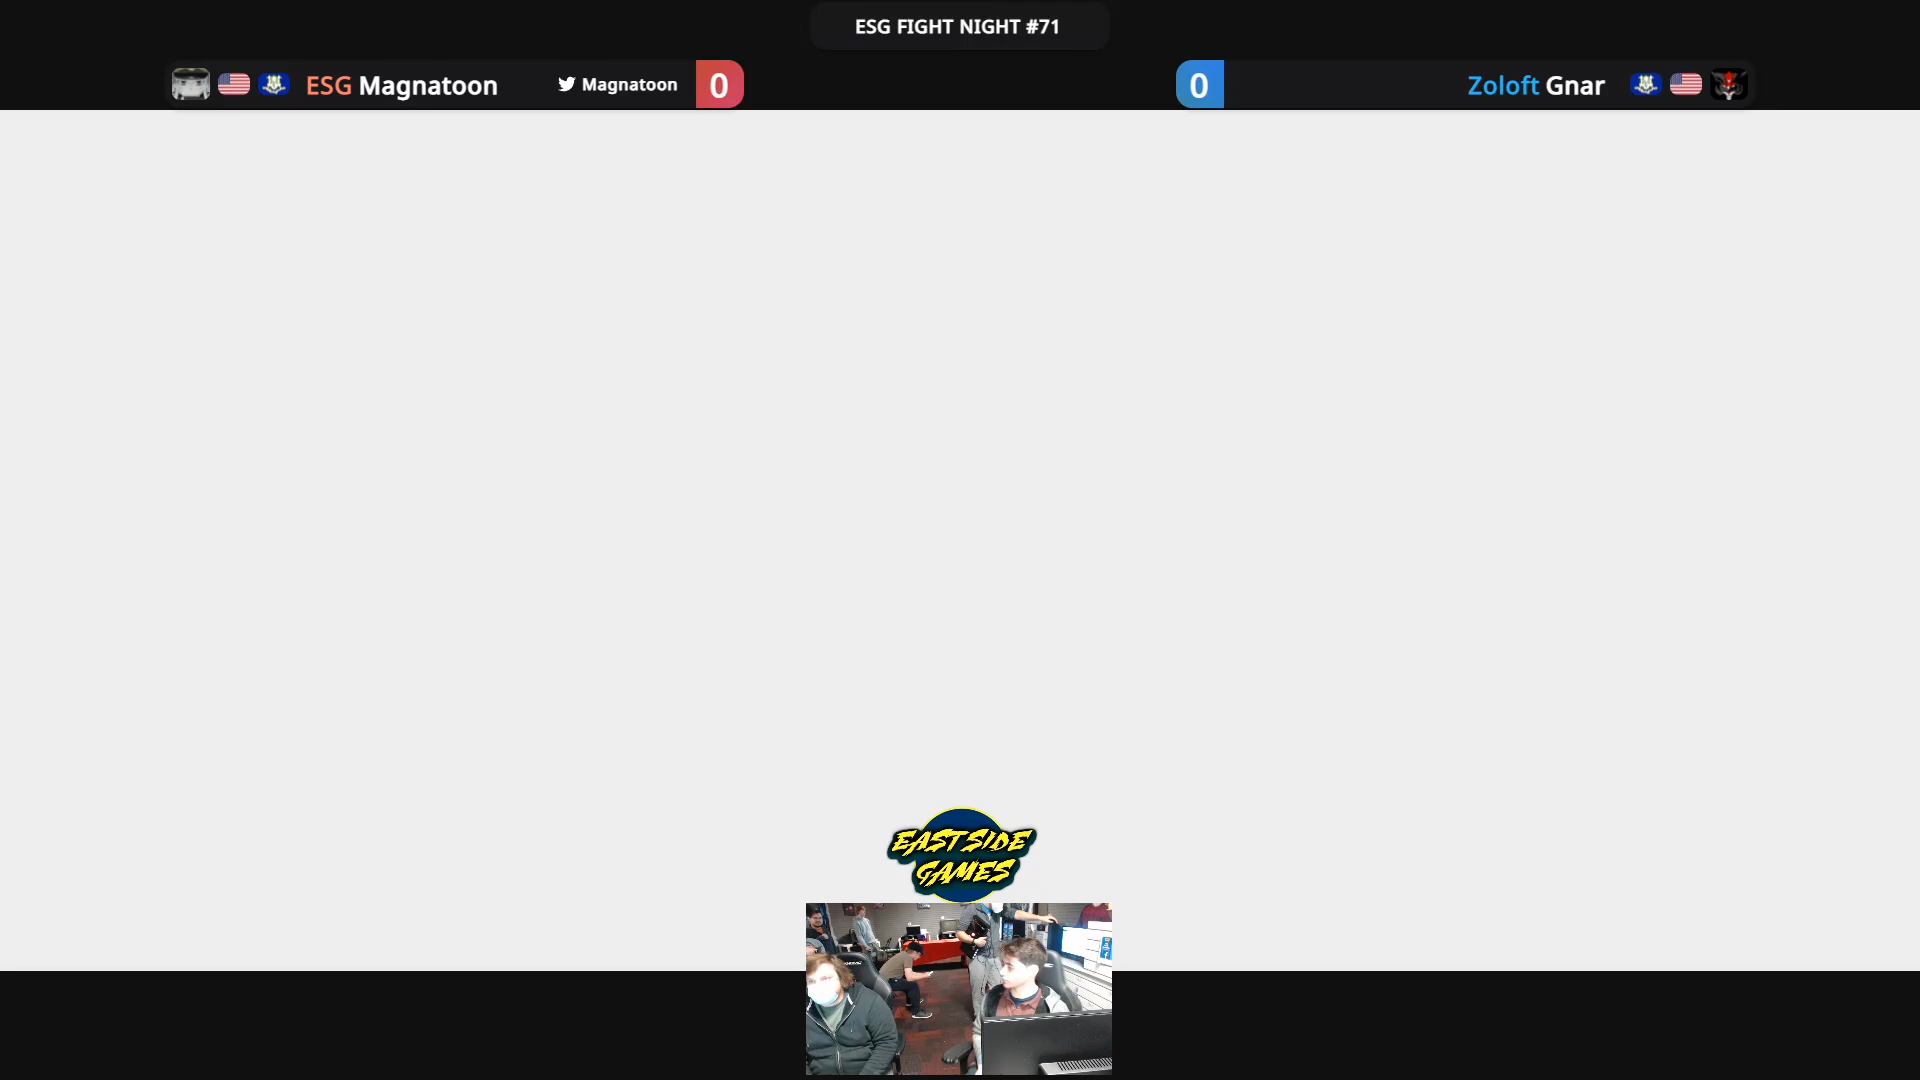 ESG FIGHT NIGHT #71
ESG Magnatoon Magnatoon 0
0 Zoloft Gnar
EAST SIDE
GAMES